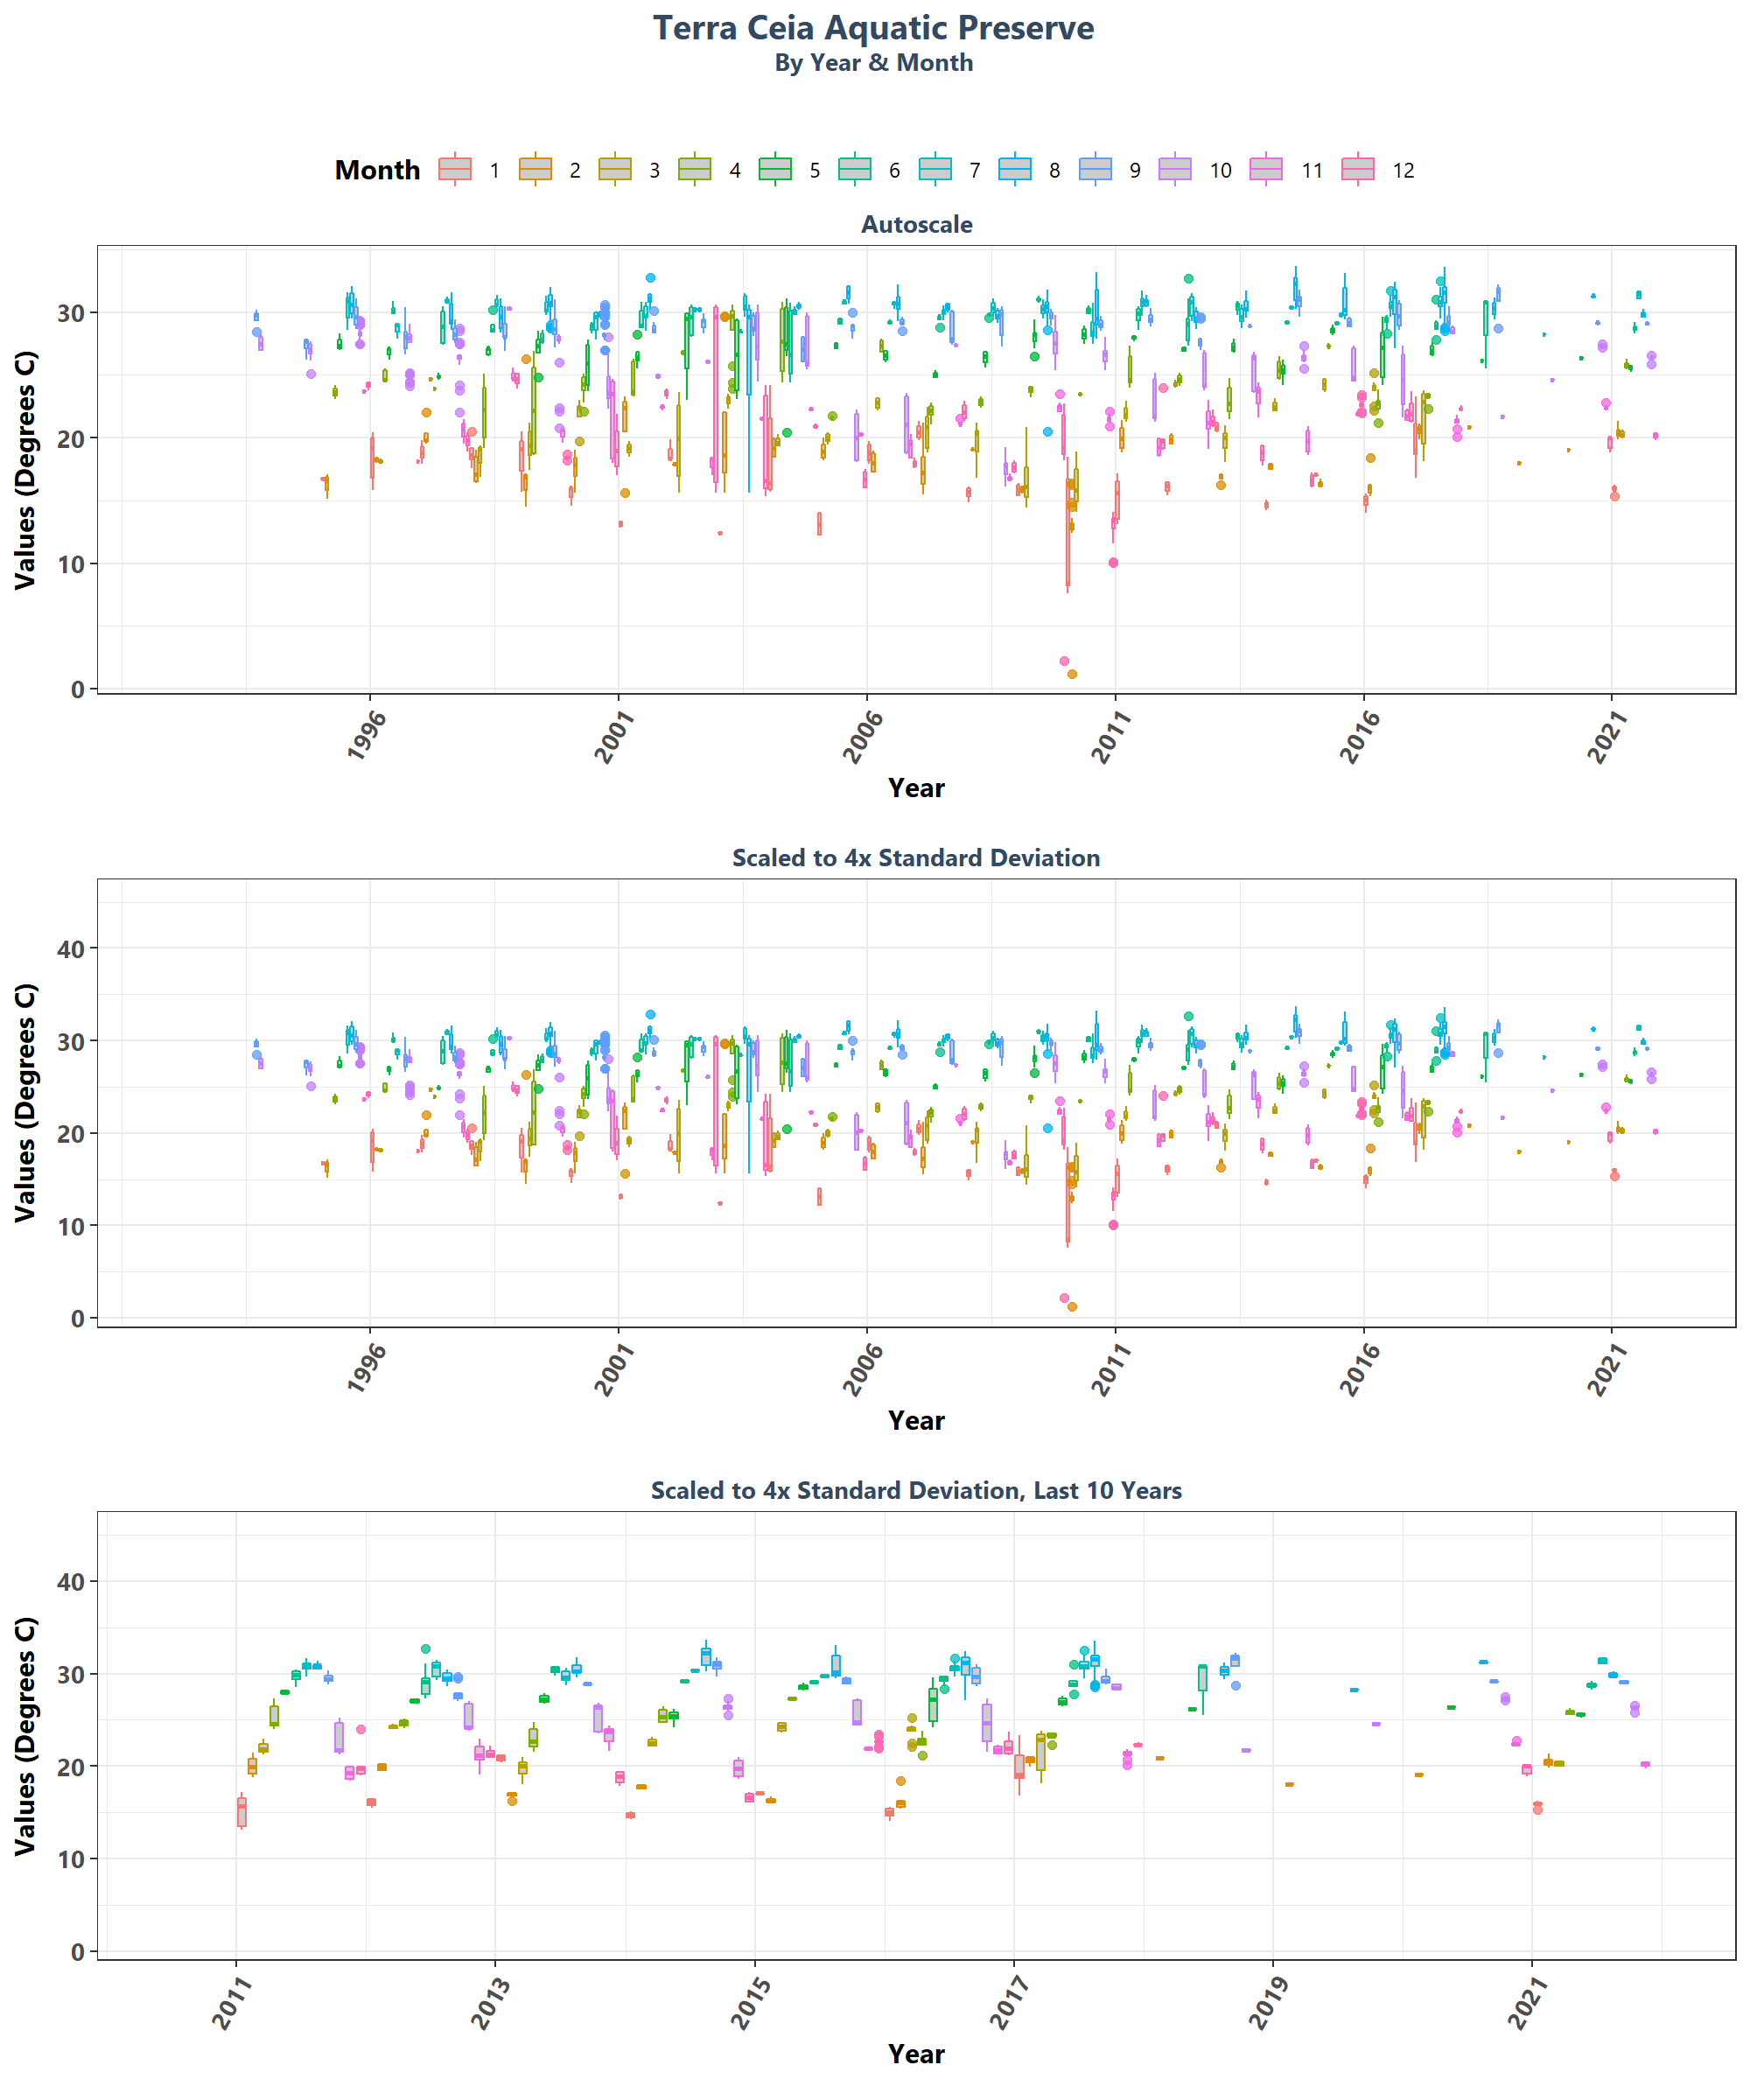 Terra Ceia Aquatic Preserve
By Year & Month
Month 1 2 3 4 5 6 7 8 9 10 11 12
Autoscale
Values (Degrees C)
30
20
10
0
1996 2001 2006 2011 2016 2021
Year
Scaled to 4x Standard Deviation
Values (Degrees C)
40
30
20
10
0
1996 2001 2006 2011 2016 2021
Year
Scaled to 4x Standard Deviation, Last 10 Years
Values (Degrees C)
40
30
20
10
0
2011 2013 2015 2017 2019 2021
Year